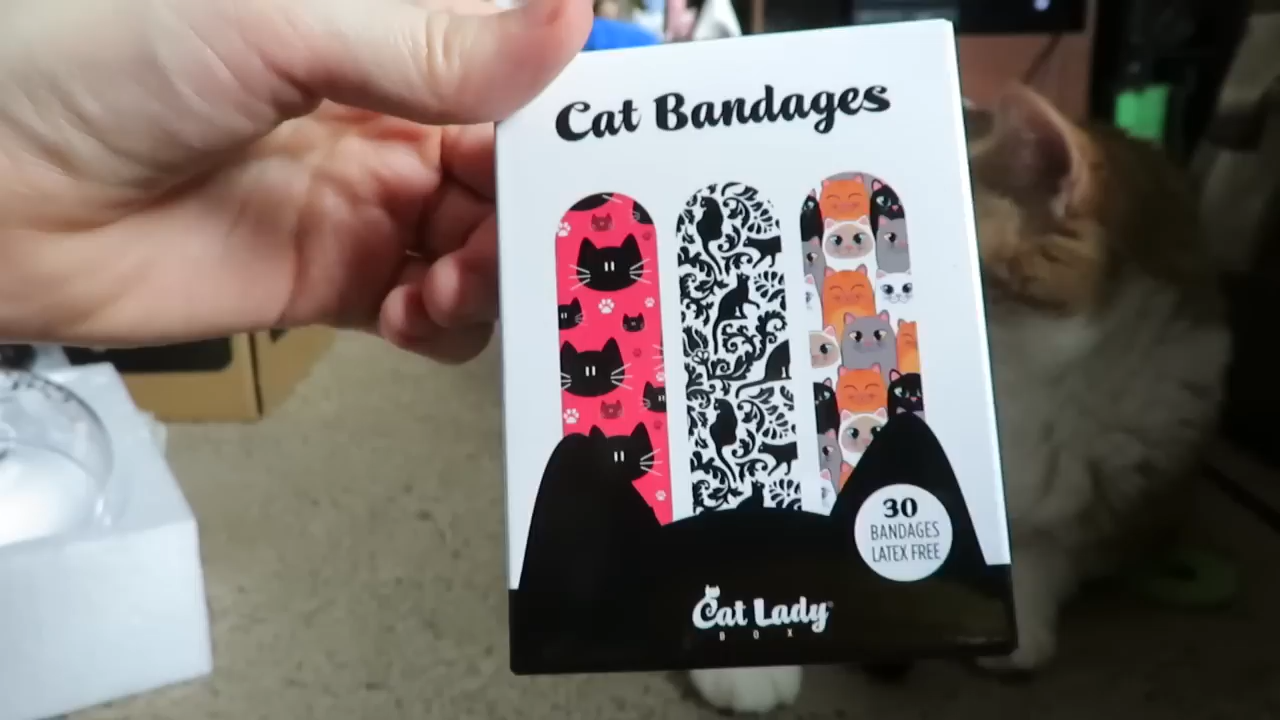 Cat Bandages
30
BANDAGES
LATEX FREE
Cat Lady
BOX